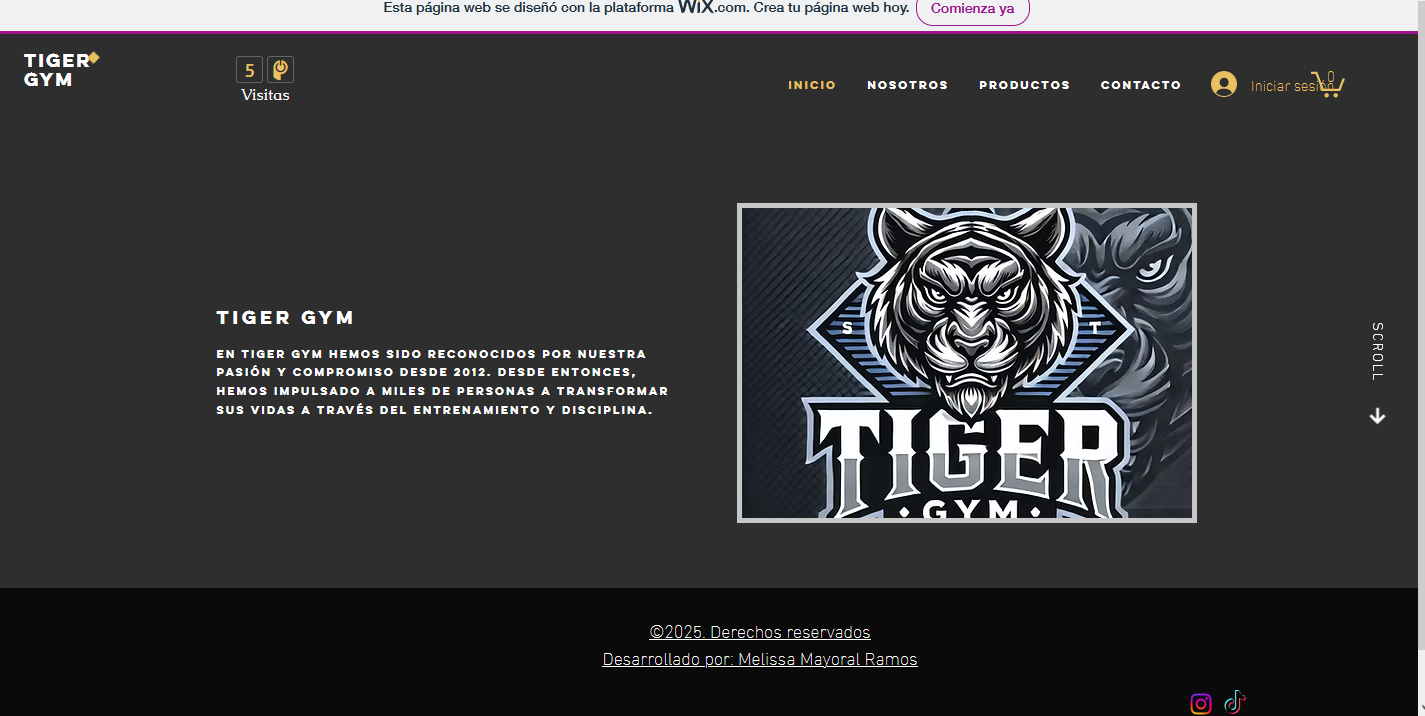 Esta página web se diseñó con la plataforma WiX.com. Crea tu página web hoy. Comienza ya
TIGER
GYM
5
Visitas
INICIO NOSOTROS PRODUCTOS CONTACTO Iniciar sesión 0
TIGER GYM
EN TIGER GYM HEMOS SIDO RECONOCIDOS POR NUESTRA
PASIÓN Y COMPROMISO DESDE 2012. DESDE ENTONCES,
HEMOS IMPULSADO A MILES DE PERSONAS A TRANSFORMAR
SUS VIDAS A TRAVÉS DEL ENTRENAMIENTO Y DISCIPLINA.
S T
TIGER
GYM
SCROLL
©2025. Derechos reservados
Desarrollado por: Melissa Mayoral Ramos